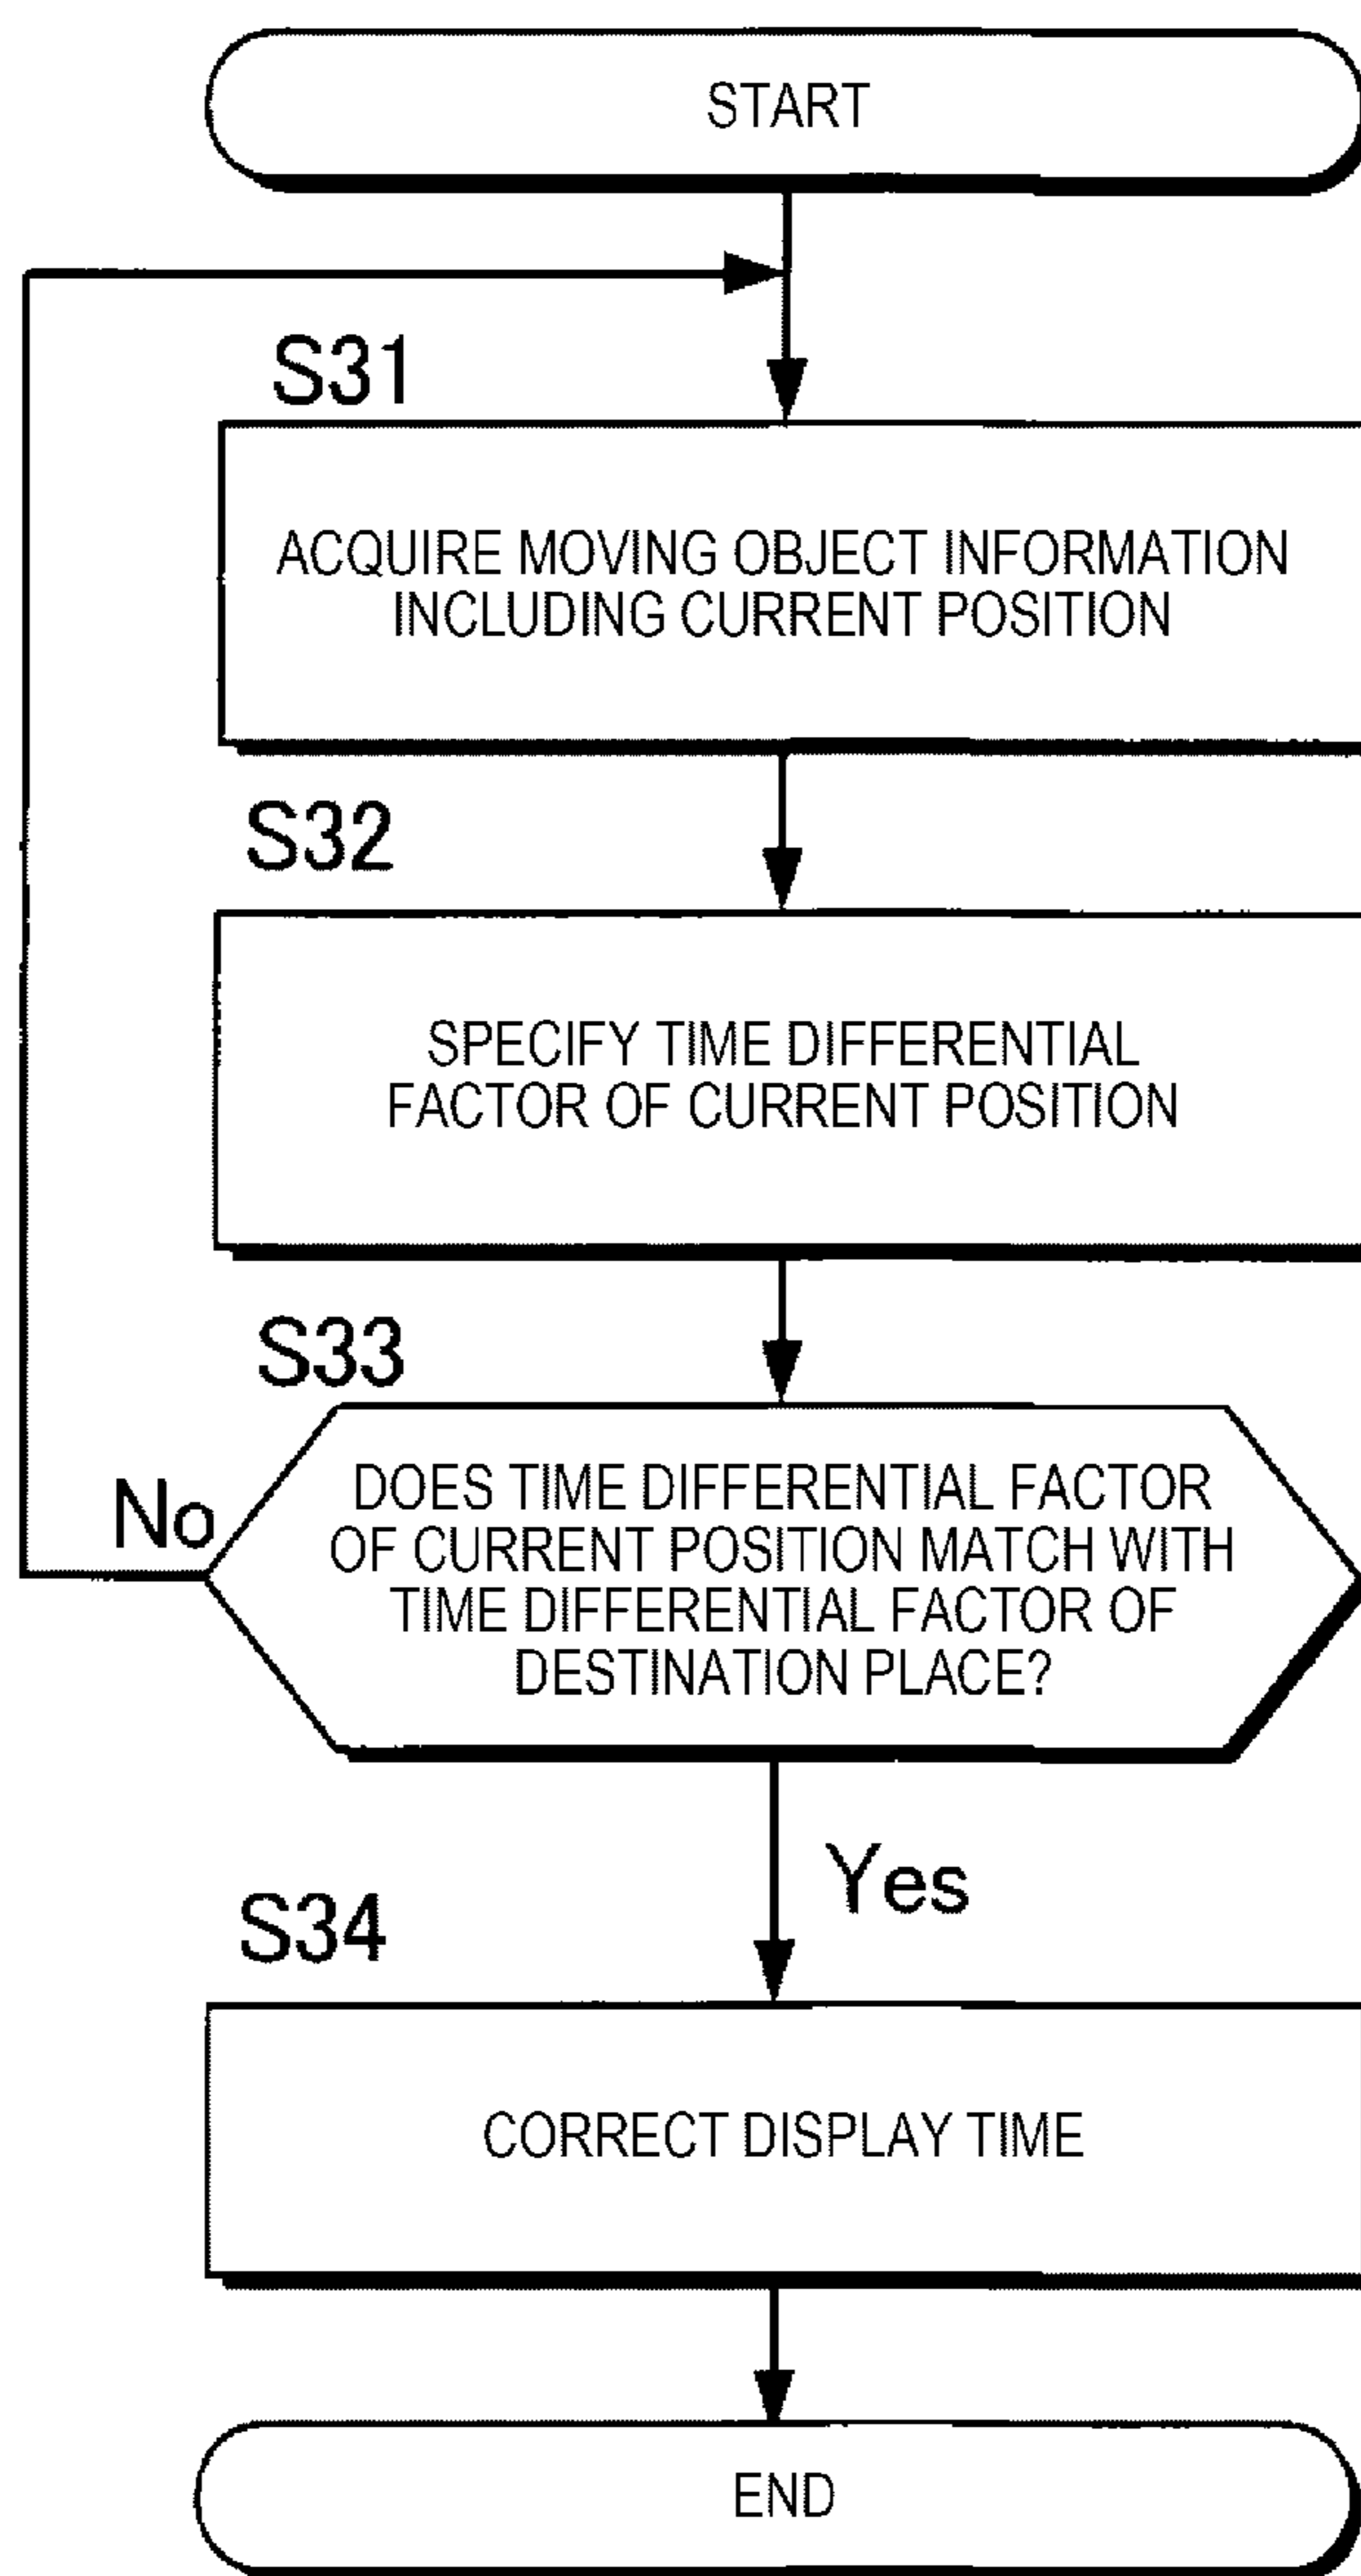 START
S31
ACQUIRE MOVING OBJECT INFORMATION
INCLUDING CURRENT POSITION
S32
SPECIFY TIME DIFFERENTIAL
FACTOR OF CURRENT POSITION
S33
DOES TIME DIFFERENTIAL FACTOR
OF CURRENT POSITION MATCH WITH
TIME DIFFERENTIAL FACTOR OF
DESTINATION PLACE?
No
Yes
S34
CORRECT DISPLAY TIME
END